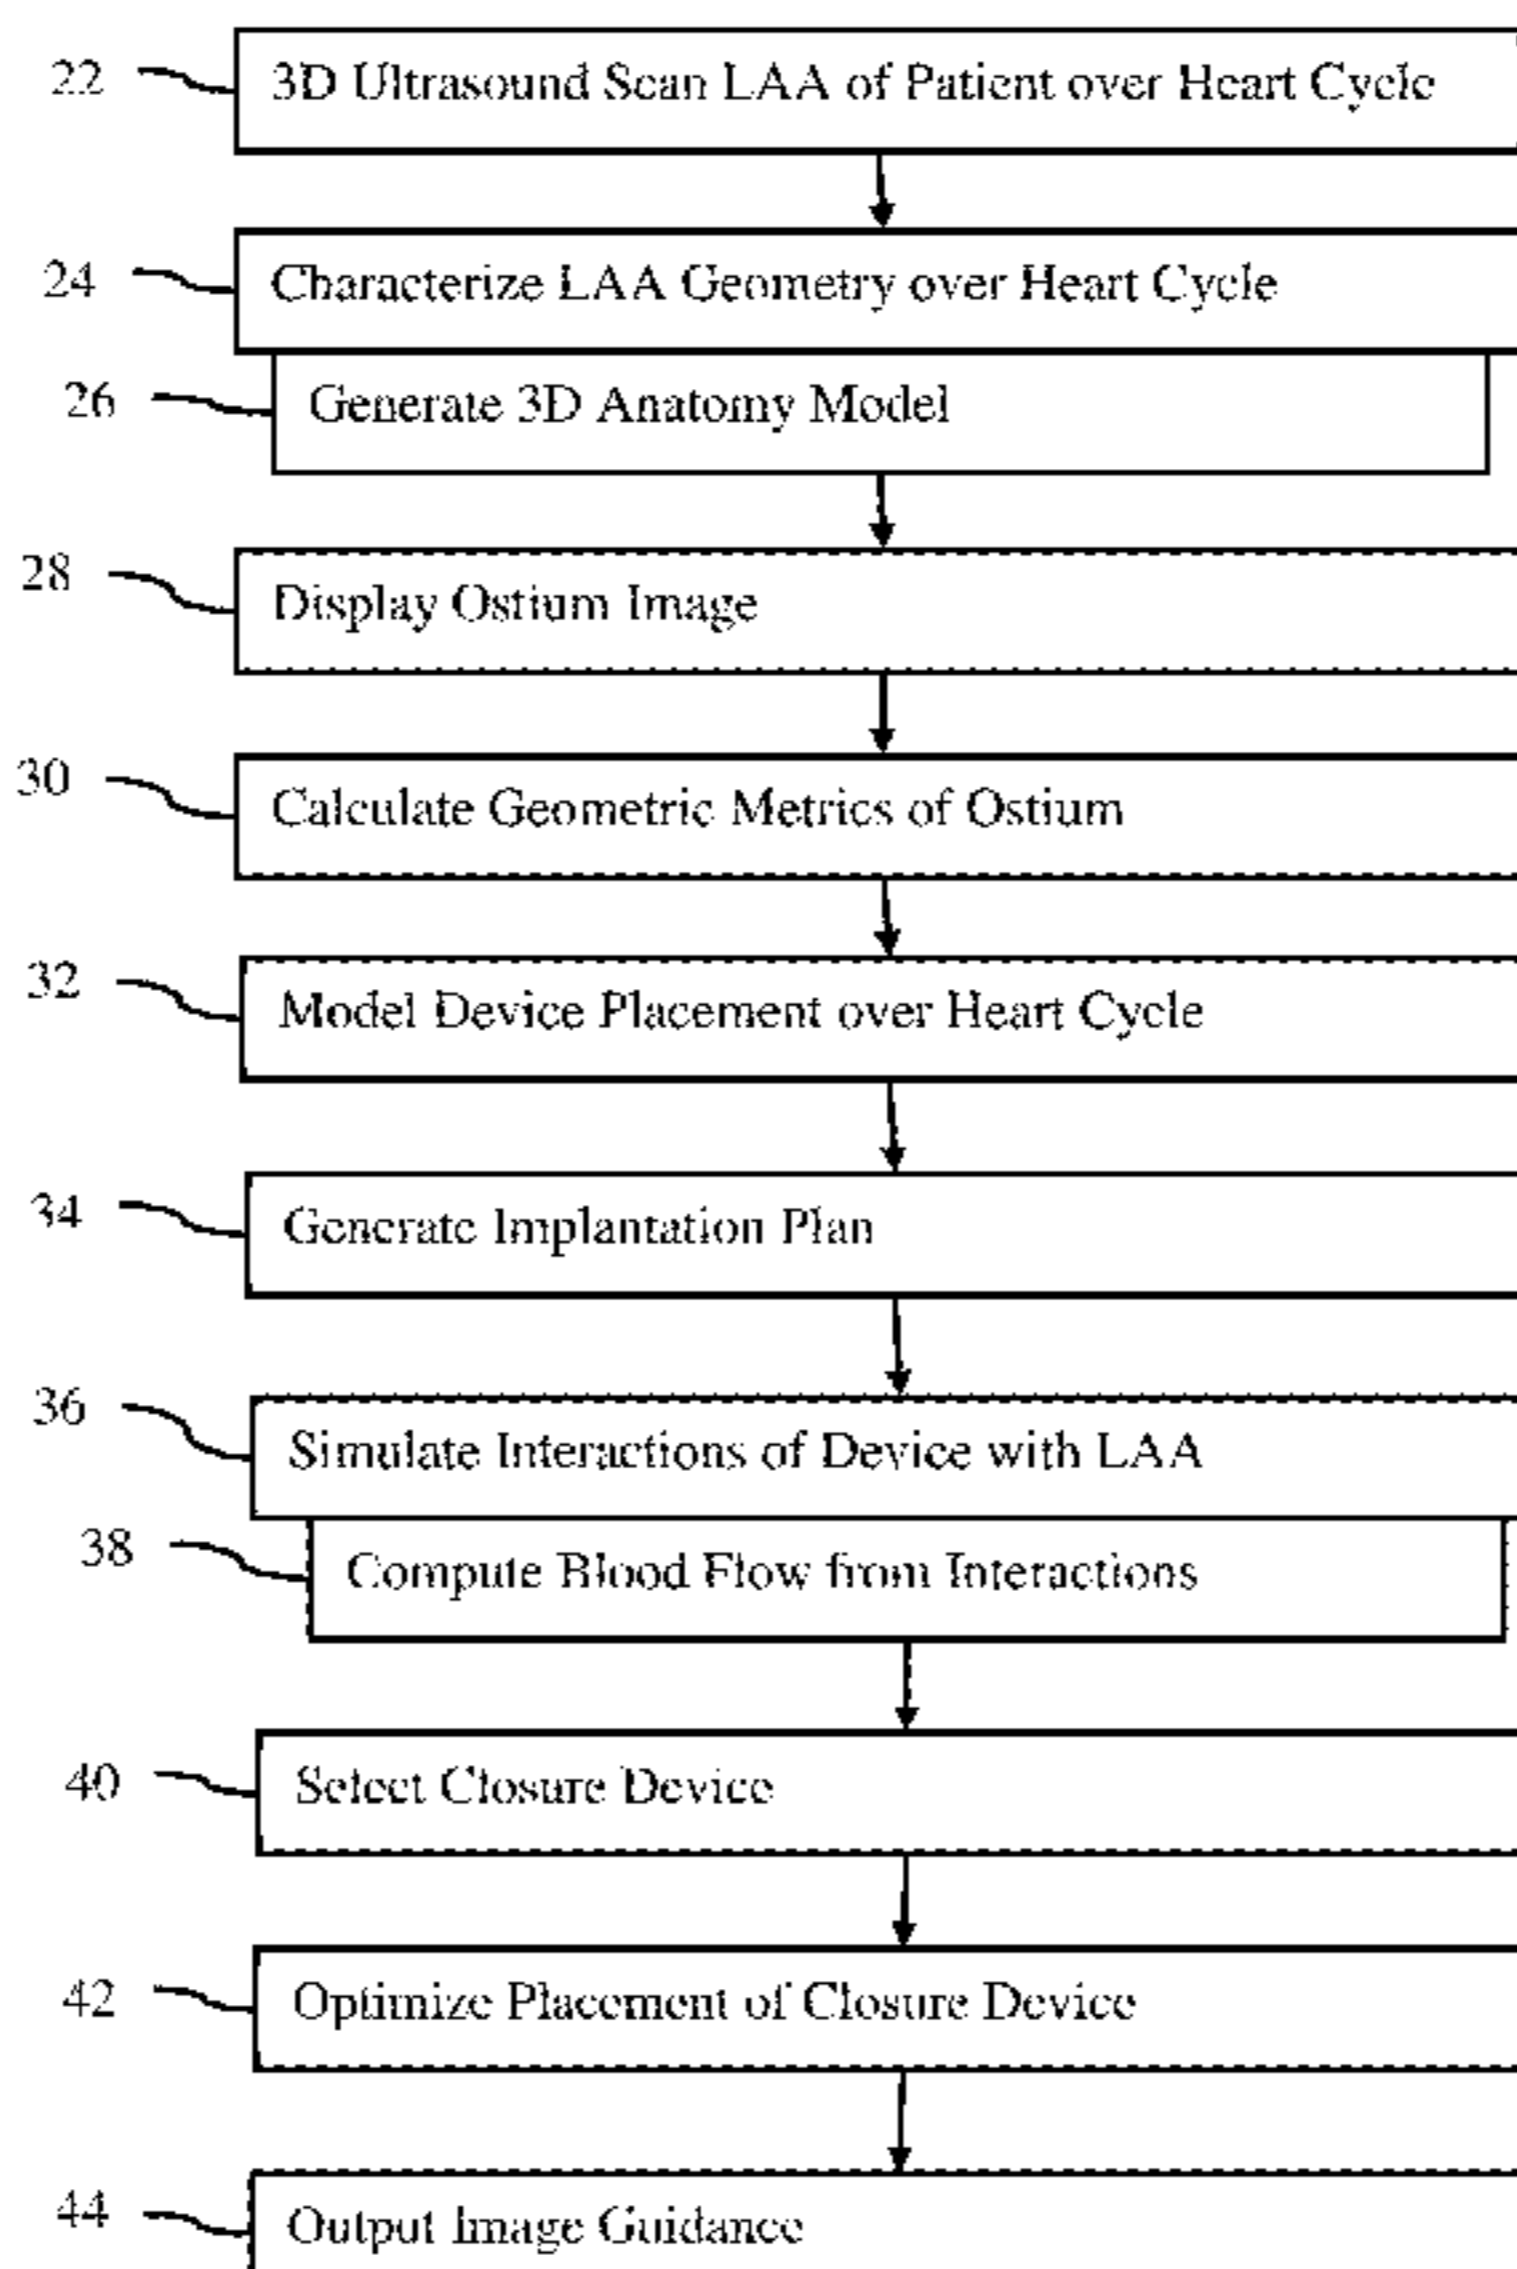 22 3D Ultrasound Scan LAA of Patient over Heart Cycle
24 Characterize LAA Geometry over Heart Cycle
26 Generate 3D Anatomy Model
28 Display Ostium Image
30 Calculate Geometric Metrics of Ostium
32 Model Device Placement over Heart Cycle
34 Generate Implantation Plan
36 Simulate Interactions of Device with LAA
38 Compute Blood Flow from Interactions
40 Select Closure Device
42 Optimize Placement of Closure Device
44 Output Image Guidance